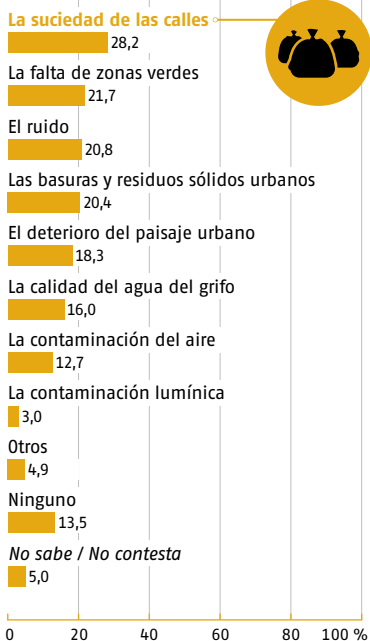 La suciedad de las calles
28,2
La falta de zonas verdes
21,7
El ruido
20,8
Las basuras y residuos sólidos urbanos
20,4
El deterioro del paisaje urbano
18,3
La calidad del agua del grifo
16,0
La contaminación del aire
12,7
La contaminación lumínica
3,0
Otros
4,9
Ninguno
13,5
No sabe / No contesta
5,0
0 20 40 60 80 100 %